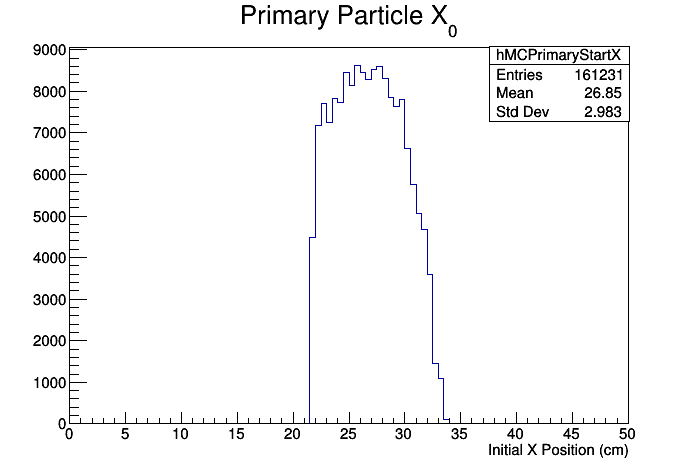 Primary Particle X0
hMCPrimaryStartX
Entries 161231
Mean 26.85
Std Dev 2.983
9000
8000
7000
6000
5000
4000
3000
2000
1000
0
0 5 10 15 20 25 30 35 40 45 50
Initial X Position (cm)